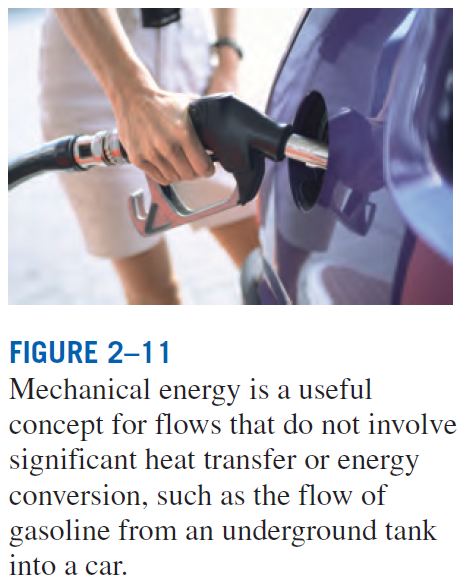 FIGURE 2–11
Mechanical energy is a useful
concept for flows that do not involve
significant heat transfer or energy
conversion, such as the flow of
gasoline from an underground tank
into a car.